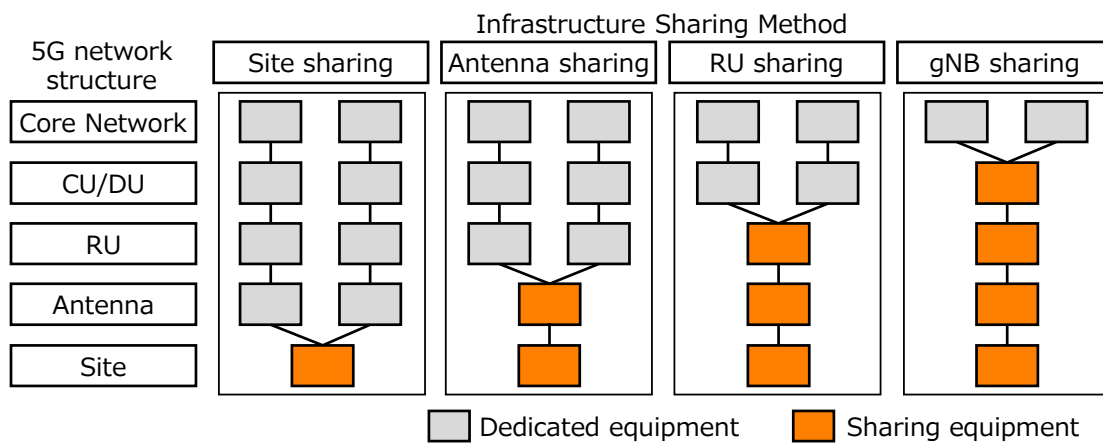 Infrastructure Sharing Method
5G network
structure
Site sharing
Antenna sharing
RU sharing
gNB sharing
Core Network
CU/DU
RU
Antenna
Site
Dedicated equipment
Sharing equipment